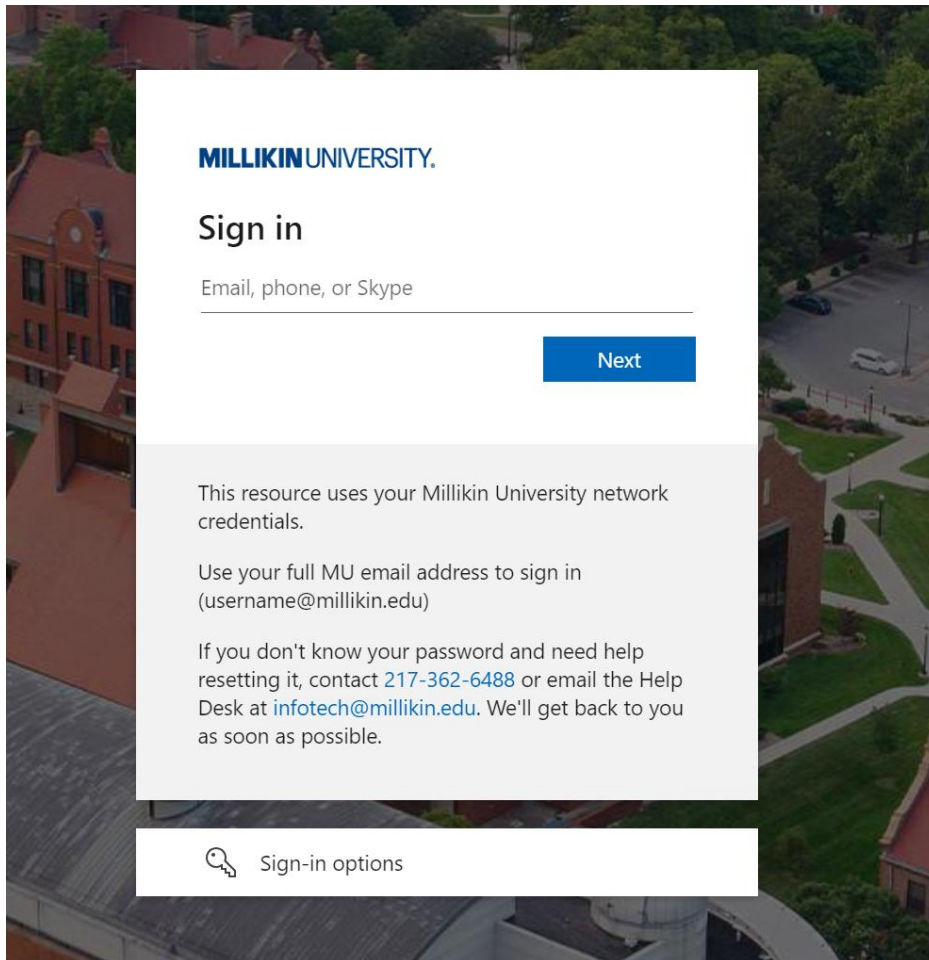 MILLIKIN UNIVERSITY.
Sign in
Email, phone, or Skype
Next
This resource uses your Millikin University network
credentials.
Use your full MU email address to sign in
(username@millikin.edu)
If you don't know your password and need help
resetting it, contact 217-362-6488 or email the Help
Desk at infotech@millikin.edu. We'll get back to you
as soon as possible.
Sign-in options